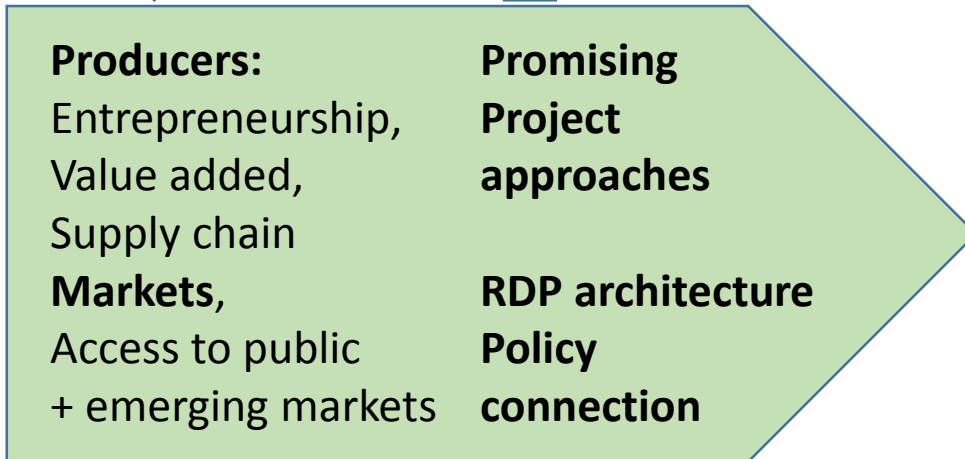 Producers:
Entrepreneurship,
Value added,
Supply chain
Markets,
Access to public
+ emerging markets
Promising
Project
approaches
RDP architecture
Policy
connection